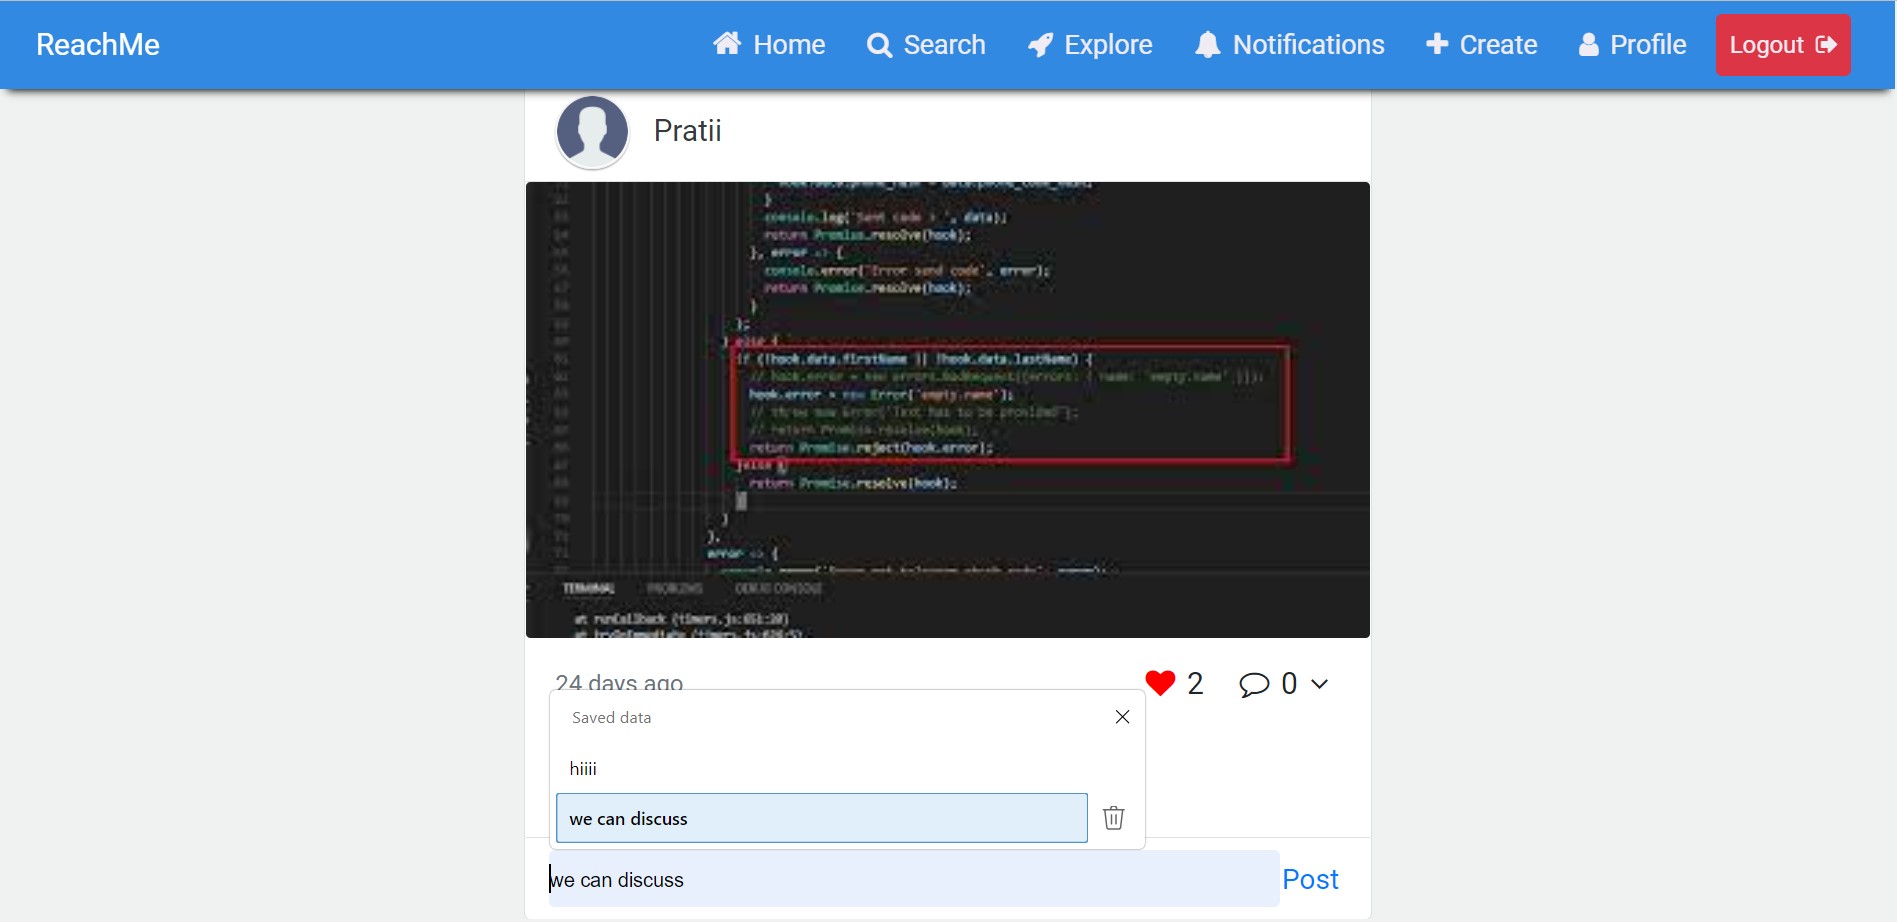 ReachMe Home Search Explore Notifications Create Profile Logout
Pratii
}
console.log('Sent code > ', data);
return Promise.resolve(hook);
}, error => {
console.error('Error send code', error);
return Promise.resolve(hook);
}
);
} else {
if (!hook.data.firstName || !hook.data.lastName) {
// hook.error = new errors.BadRequest({errors: { name: 'empty.name' }});
hook.error = new Error('empty.name');
// throw new Error('Text has to be provided');
// return Promise.resolve(hook);
return Promise.reject(hook.error);
}else {
return Promise.resolve(hook);
}
},
error => {
TERMINAL PROBLEMS DEBUG CONSOLE
at runCallback (timers.js:651:20)
at tryOnImmediate (timers.js:624:5)
24 days ago 2 0
Saved data
hiiii
we can discuss
we can discuss Post